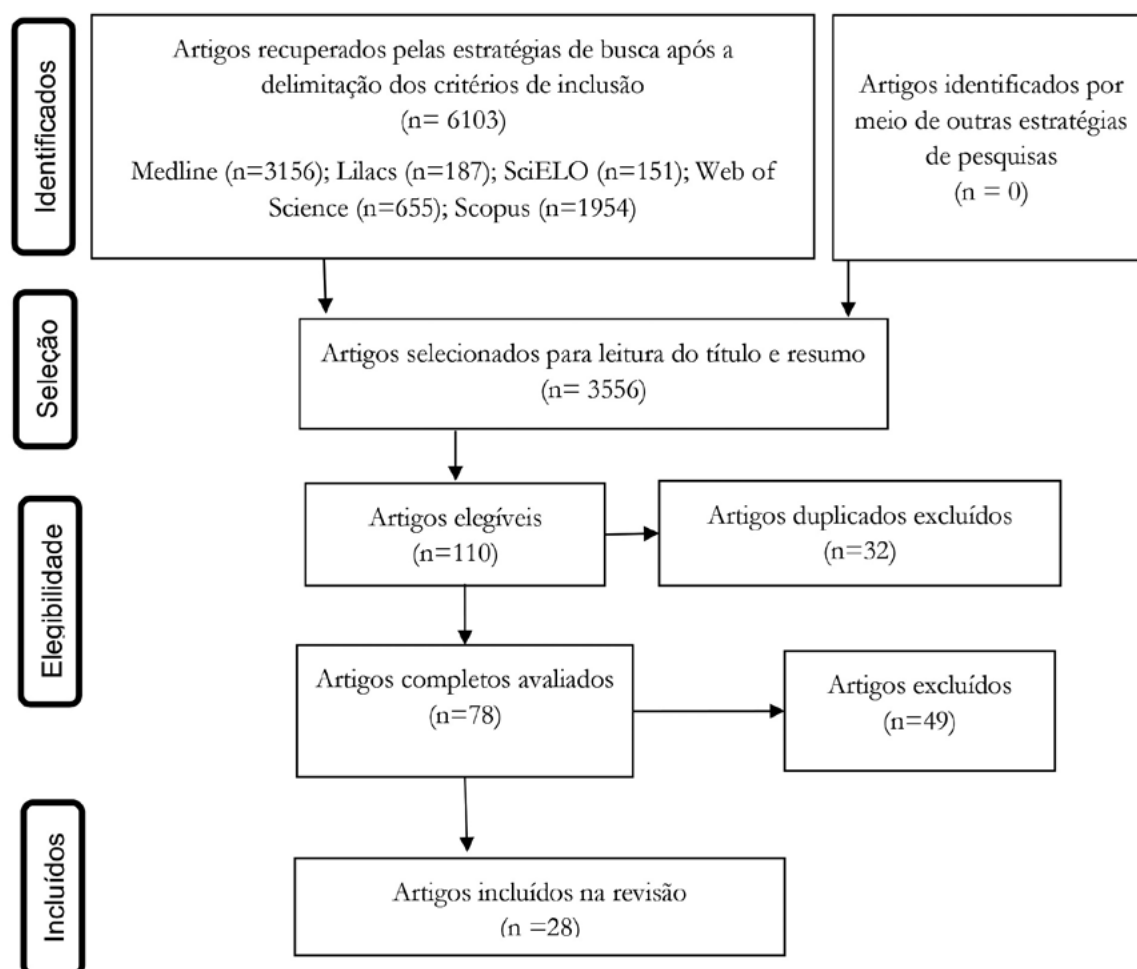 Identificados
Artigos recuperados pelas estratégias de busca após a
delimitação dos critérios de inclusão
(n= 6103)
Medline (n=3156); Lilacs (n=187); SciELO (n=151); Web of
Science (n=655); Scopus (n=1954)
Artigos identificados por
meio de outras estratégias
de pesquisas
(n = 0)
Seleção
Artigos selecionados para leitura do título e resumo
(n= 3556)
Elegibilidade
Artigos elegíveis
(n=110)
Artigos duplicados excluídos
(n=32)
Artigos completos avaliados
(n=78)
Artigos excluídos
(n=49)
Incluídos
Artigos incluídos na revisão
(n =28)